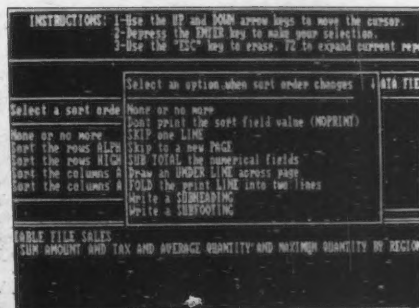 INSTRUCTIONS: 1-Use the UP and DOWN arrow keys to move the cursor.
2-Depress the ENTER key to make your selection.
3-Use the "ESC" key to erase. F2 to expand current rep
Select an option when sort order changes
ATA FIE
Select a sort orde
None or no more
Dont print the sort field value (NOPRINT)
SKIP one LINE
Skip to a new PAGE
SUB TOTAL the numerical fields
Draw an UNDER LINE across page
FOLD the print LINE into two lines
Write a SUBHEADING
Write a SUBFOOTING
None or no more
Sort the rows ALPH
Sort the rows HIGH
Sort the columns A
Sort the columns A
TABLE FILE SALES
SUM AMOUNT AND TAX AND AVERAGE QUANTITY AND MAXIMUM QUANTITY BY REGION